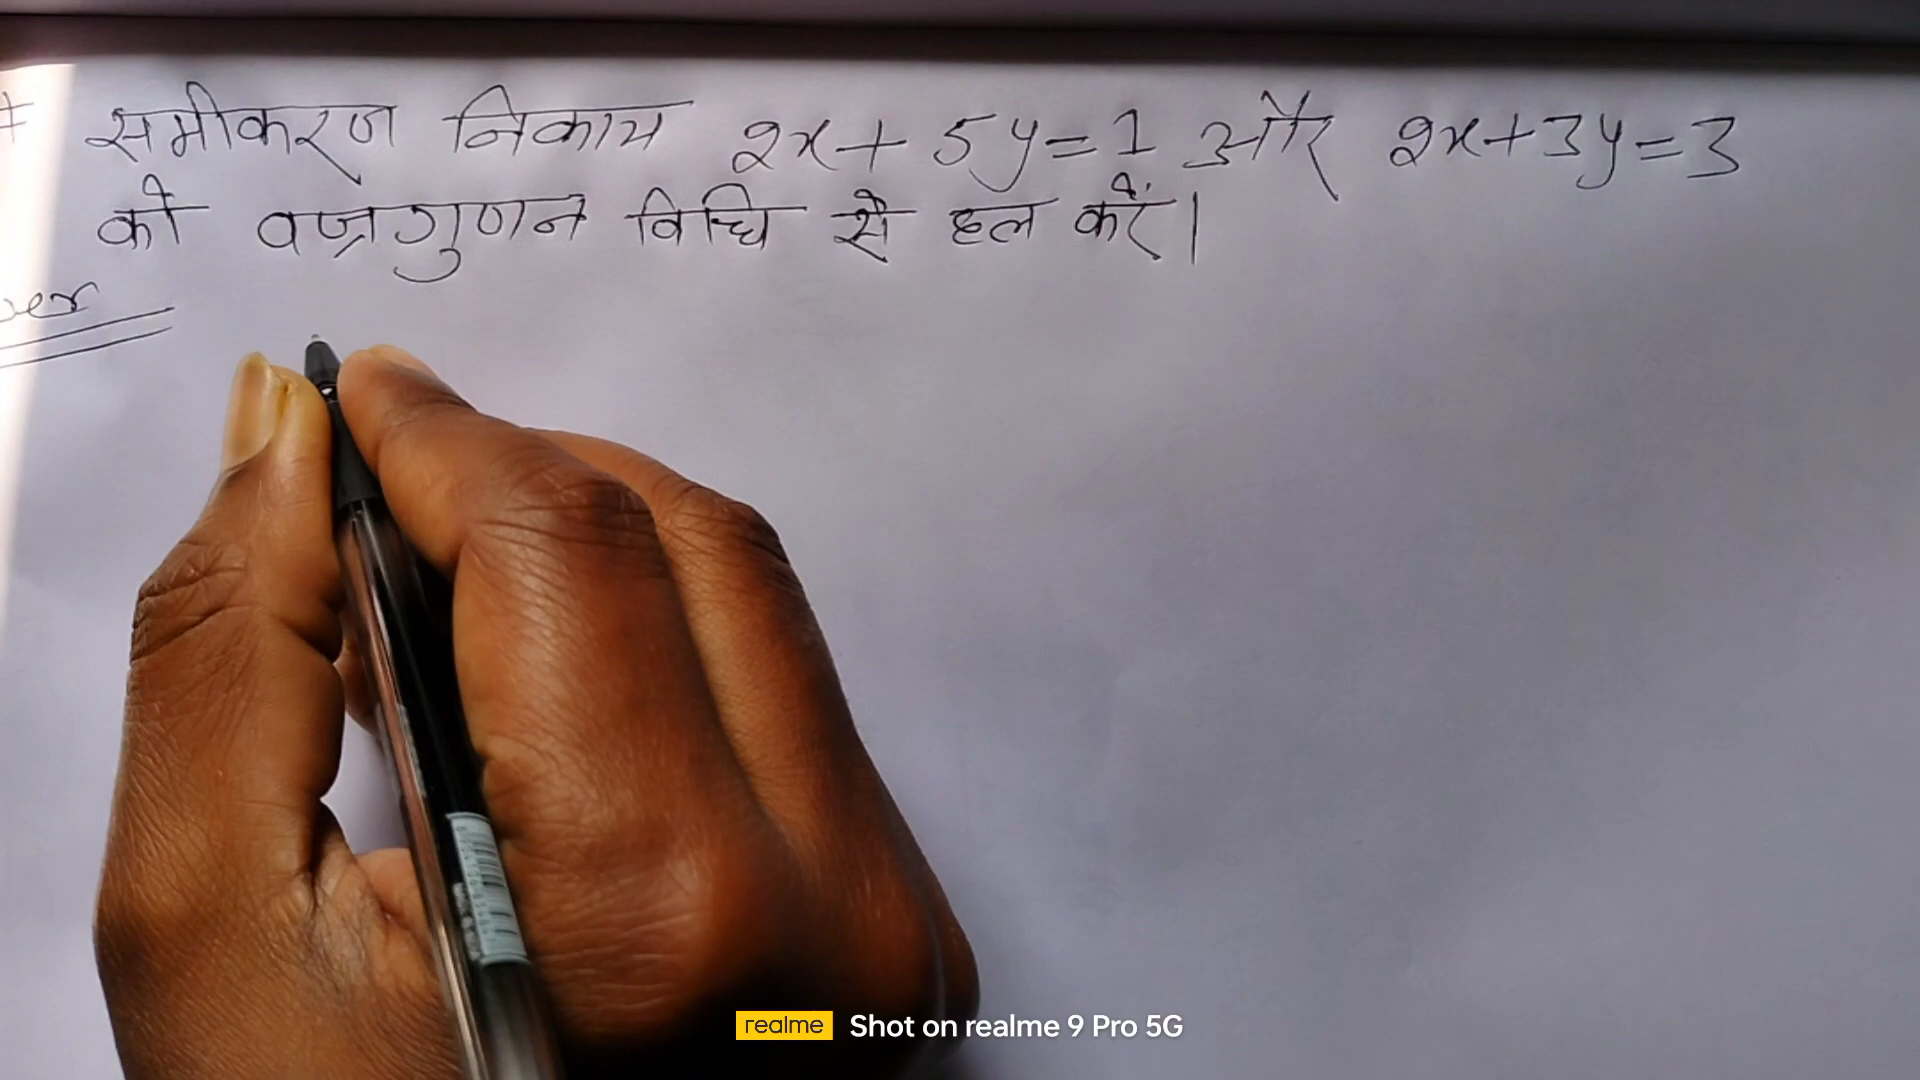 समीकरण निकाय 2x + 5y = 1 और 2x + 3y = 3
को वज्रगुणन विधि से हल करें।
realme Shot on realme 9 Pro 5G